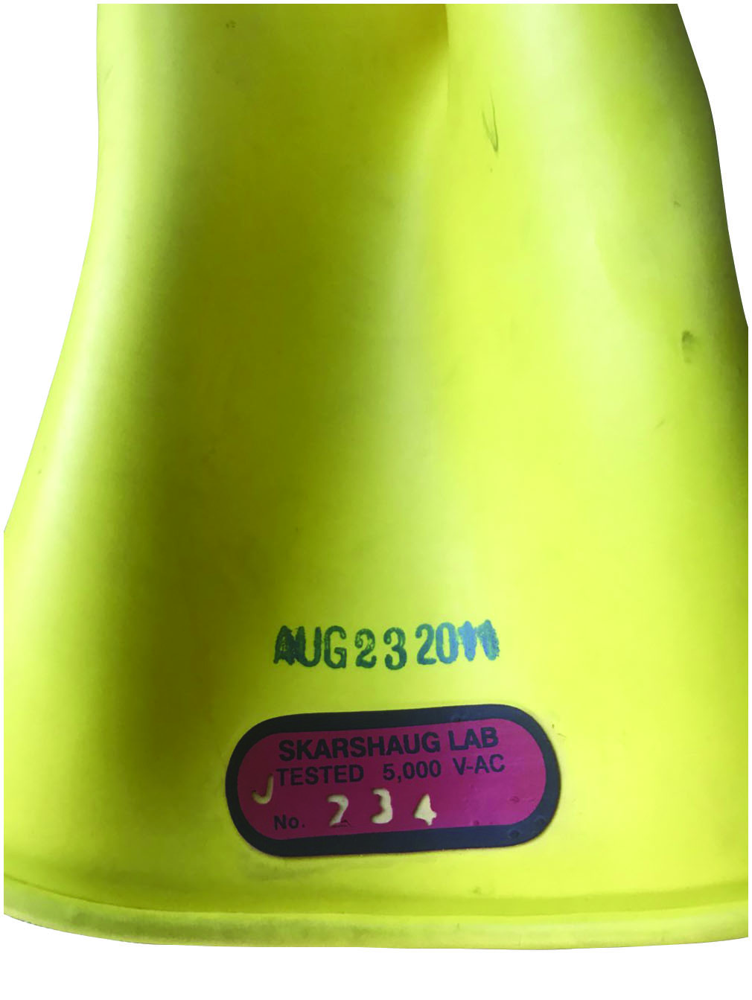 AUG 23 2011
SKARSHAUG LAB
TESTED 5,000 V-AC
J
No. 234